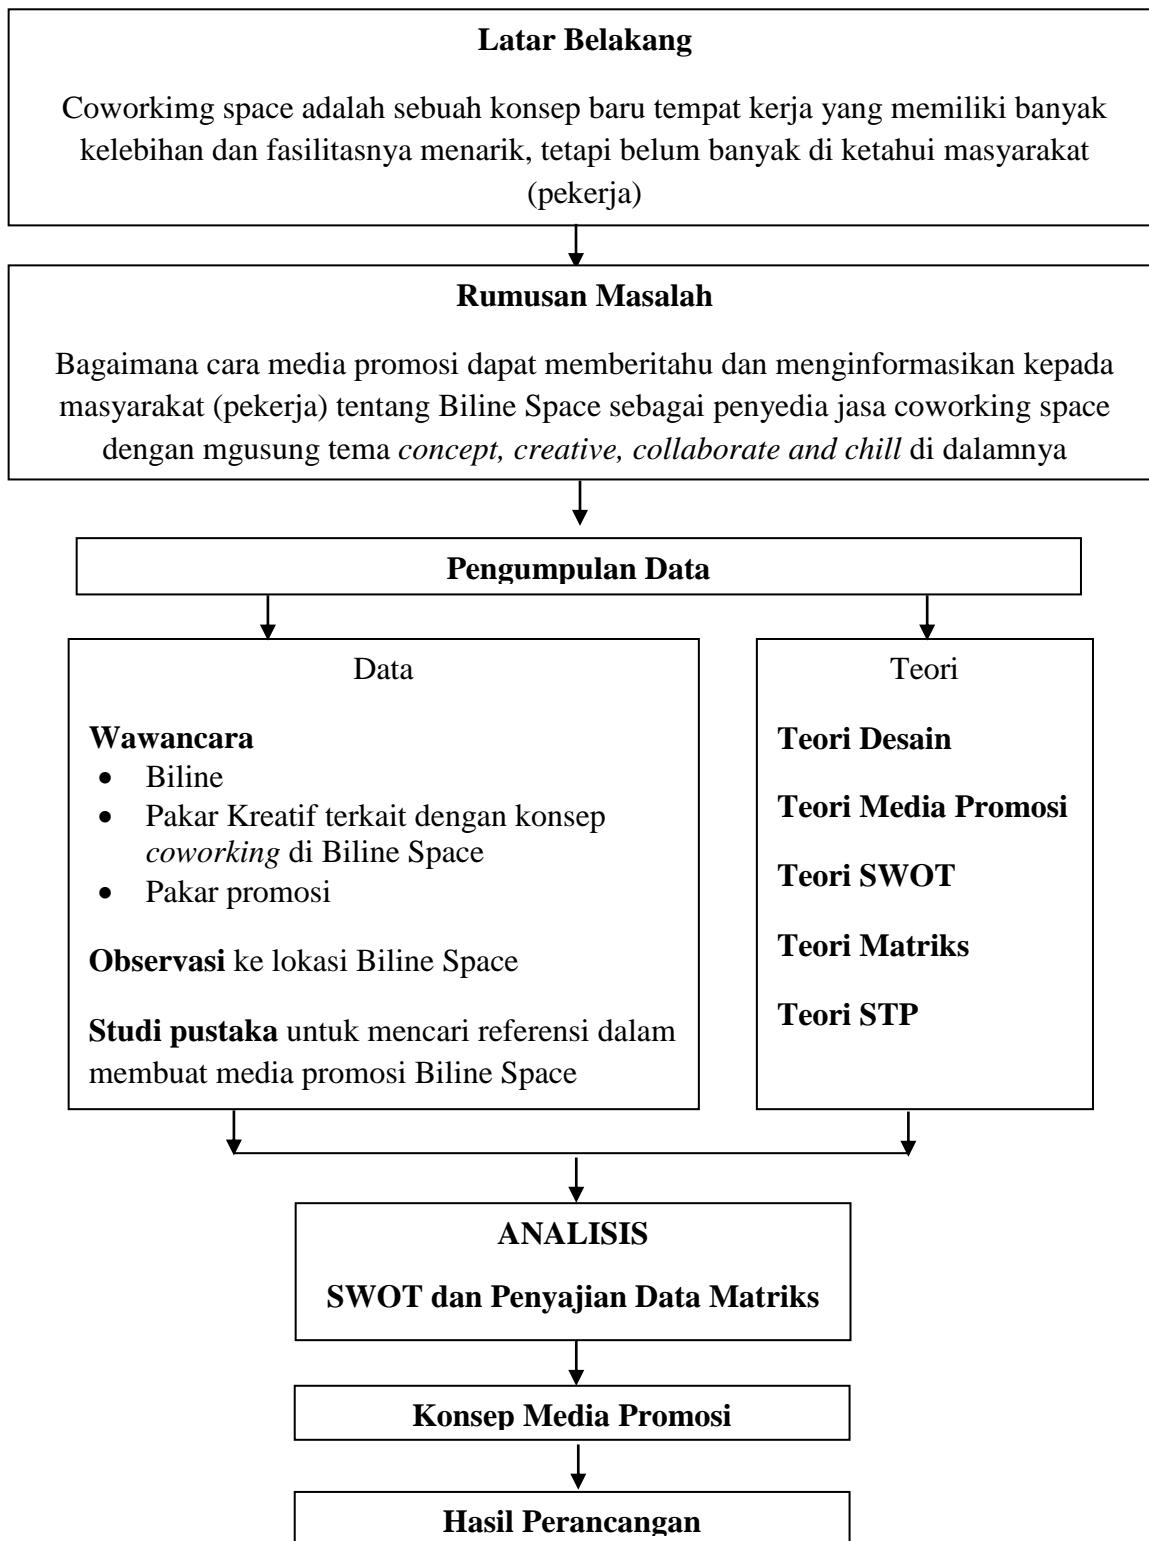 Latar Belakang
Coworkimg space adalah sebuah konsep baru tempat kerja yang memiliki banyak
kelebihan dan fasilitasnya menarik, tetapi belum banyak di ketahui masyarakat
(pekerja)
Rumusan Masalah
Bagaimana cara media promosi dapat memberitahu dan menginformasikan kepada
masyarakat (pekerja) tentang Biline Space sebagai penyedia jasa coworking space
dengan mgusung tema concept, creative, collaborate and chill di dalamnya
Pengumpulan Data
Data
Wawancara
• Biline
• Pakar Kreatif terkait dengan konsep
coworking di Biline Space
• Pakar promosi
Observasi ke lokasi Biline Space
Studi pustaka untuk mencari referensi dalam
membuat media promosi Biline Space
Teori
Teori Desain
Teori Media Promosi
Teori SWOT
Teori Matriks
Teori STP
ANALISIS
SWOT dan Penyajian Data Matriks
Konsep Media Promosi
Hasil Perancangan